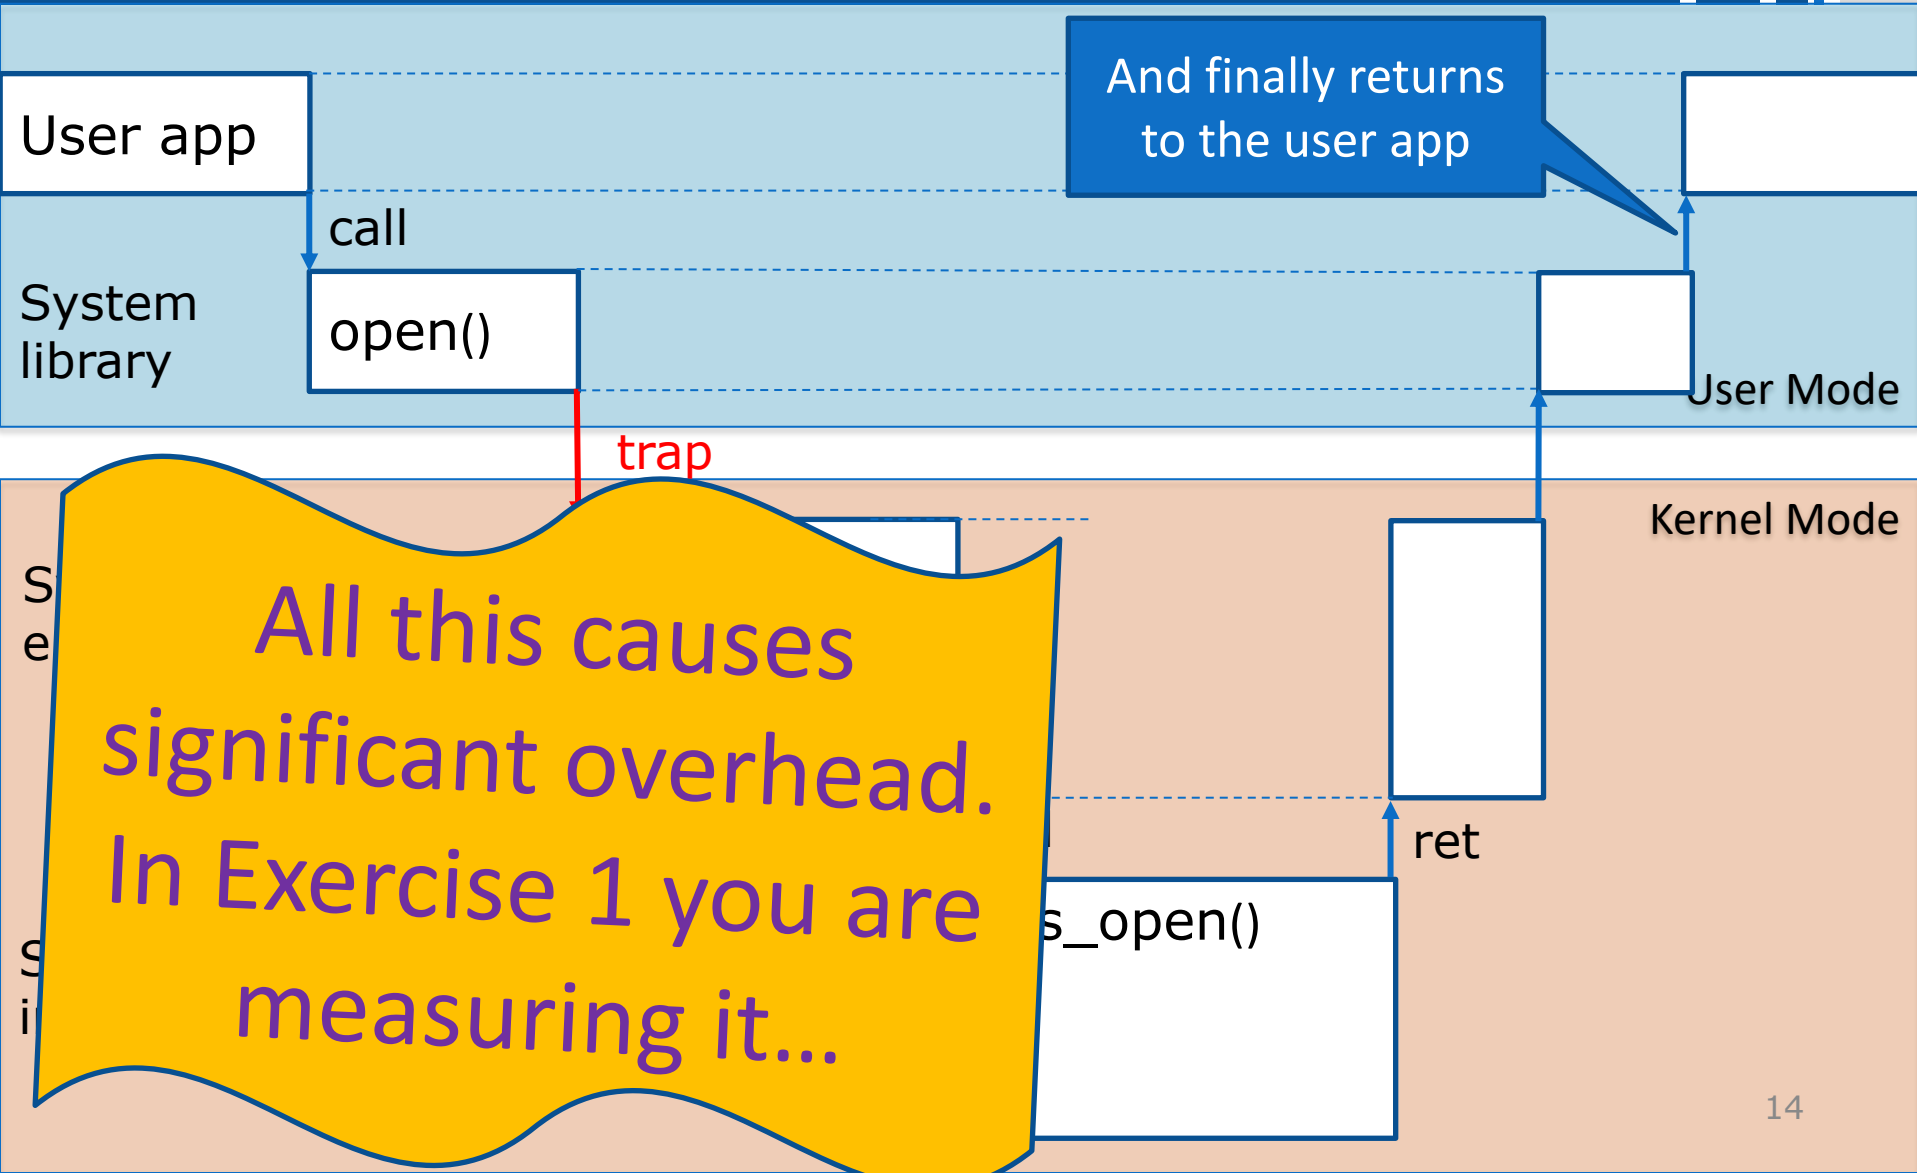 And finally returns
to the user app
User app
call
System
library
open()
User Mode
trap
Kernel Mode
All this causes
significant overhead.
In Exercise 1 you are
measuring it...
ret
s_open()
14